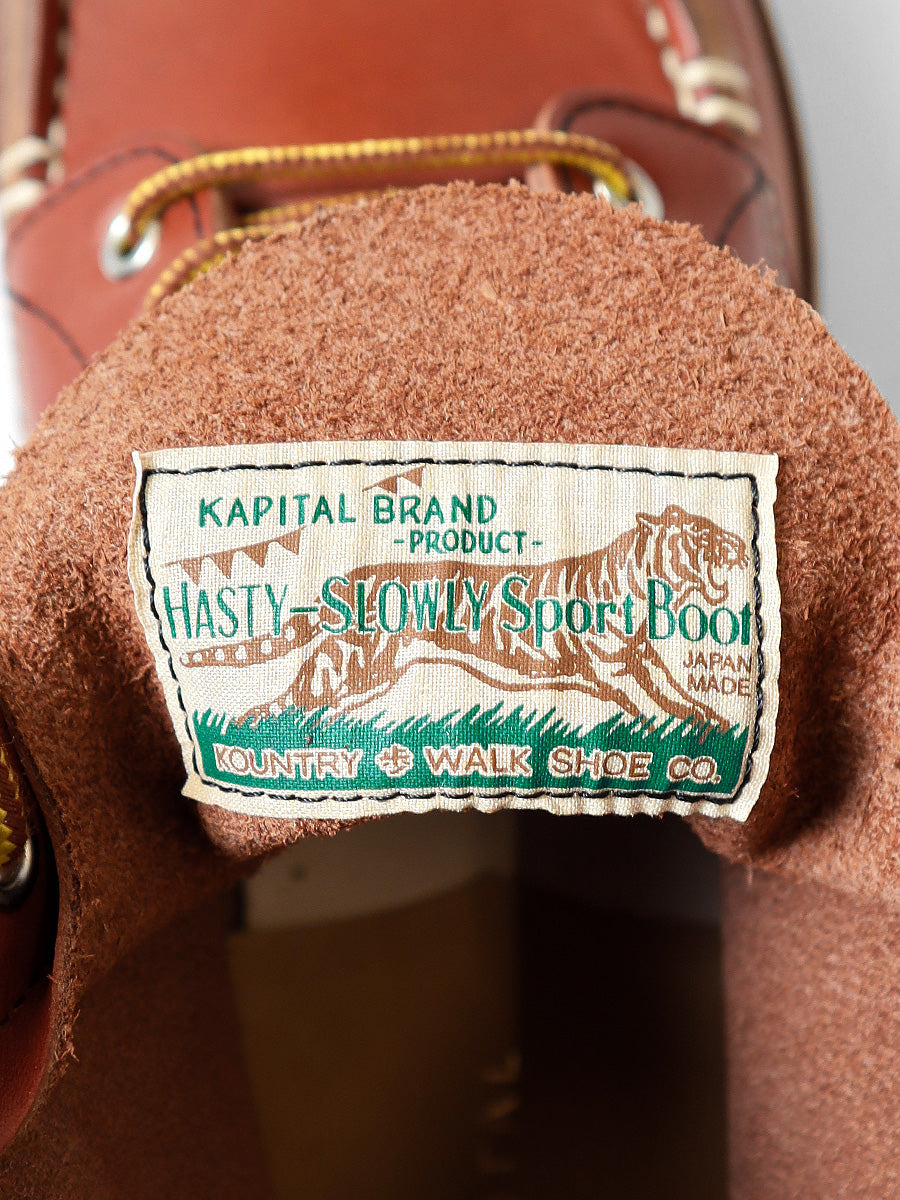 KAPITAL BRAND
-PRODUCT-
HASTY-SLOWLY Sport Boot
JAPAN
MADE
KOUNTRY WALK SHOE CO.